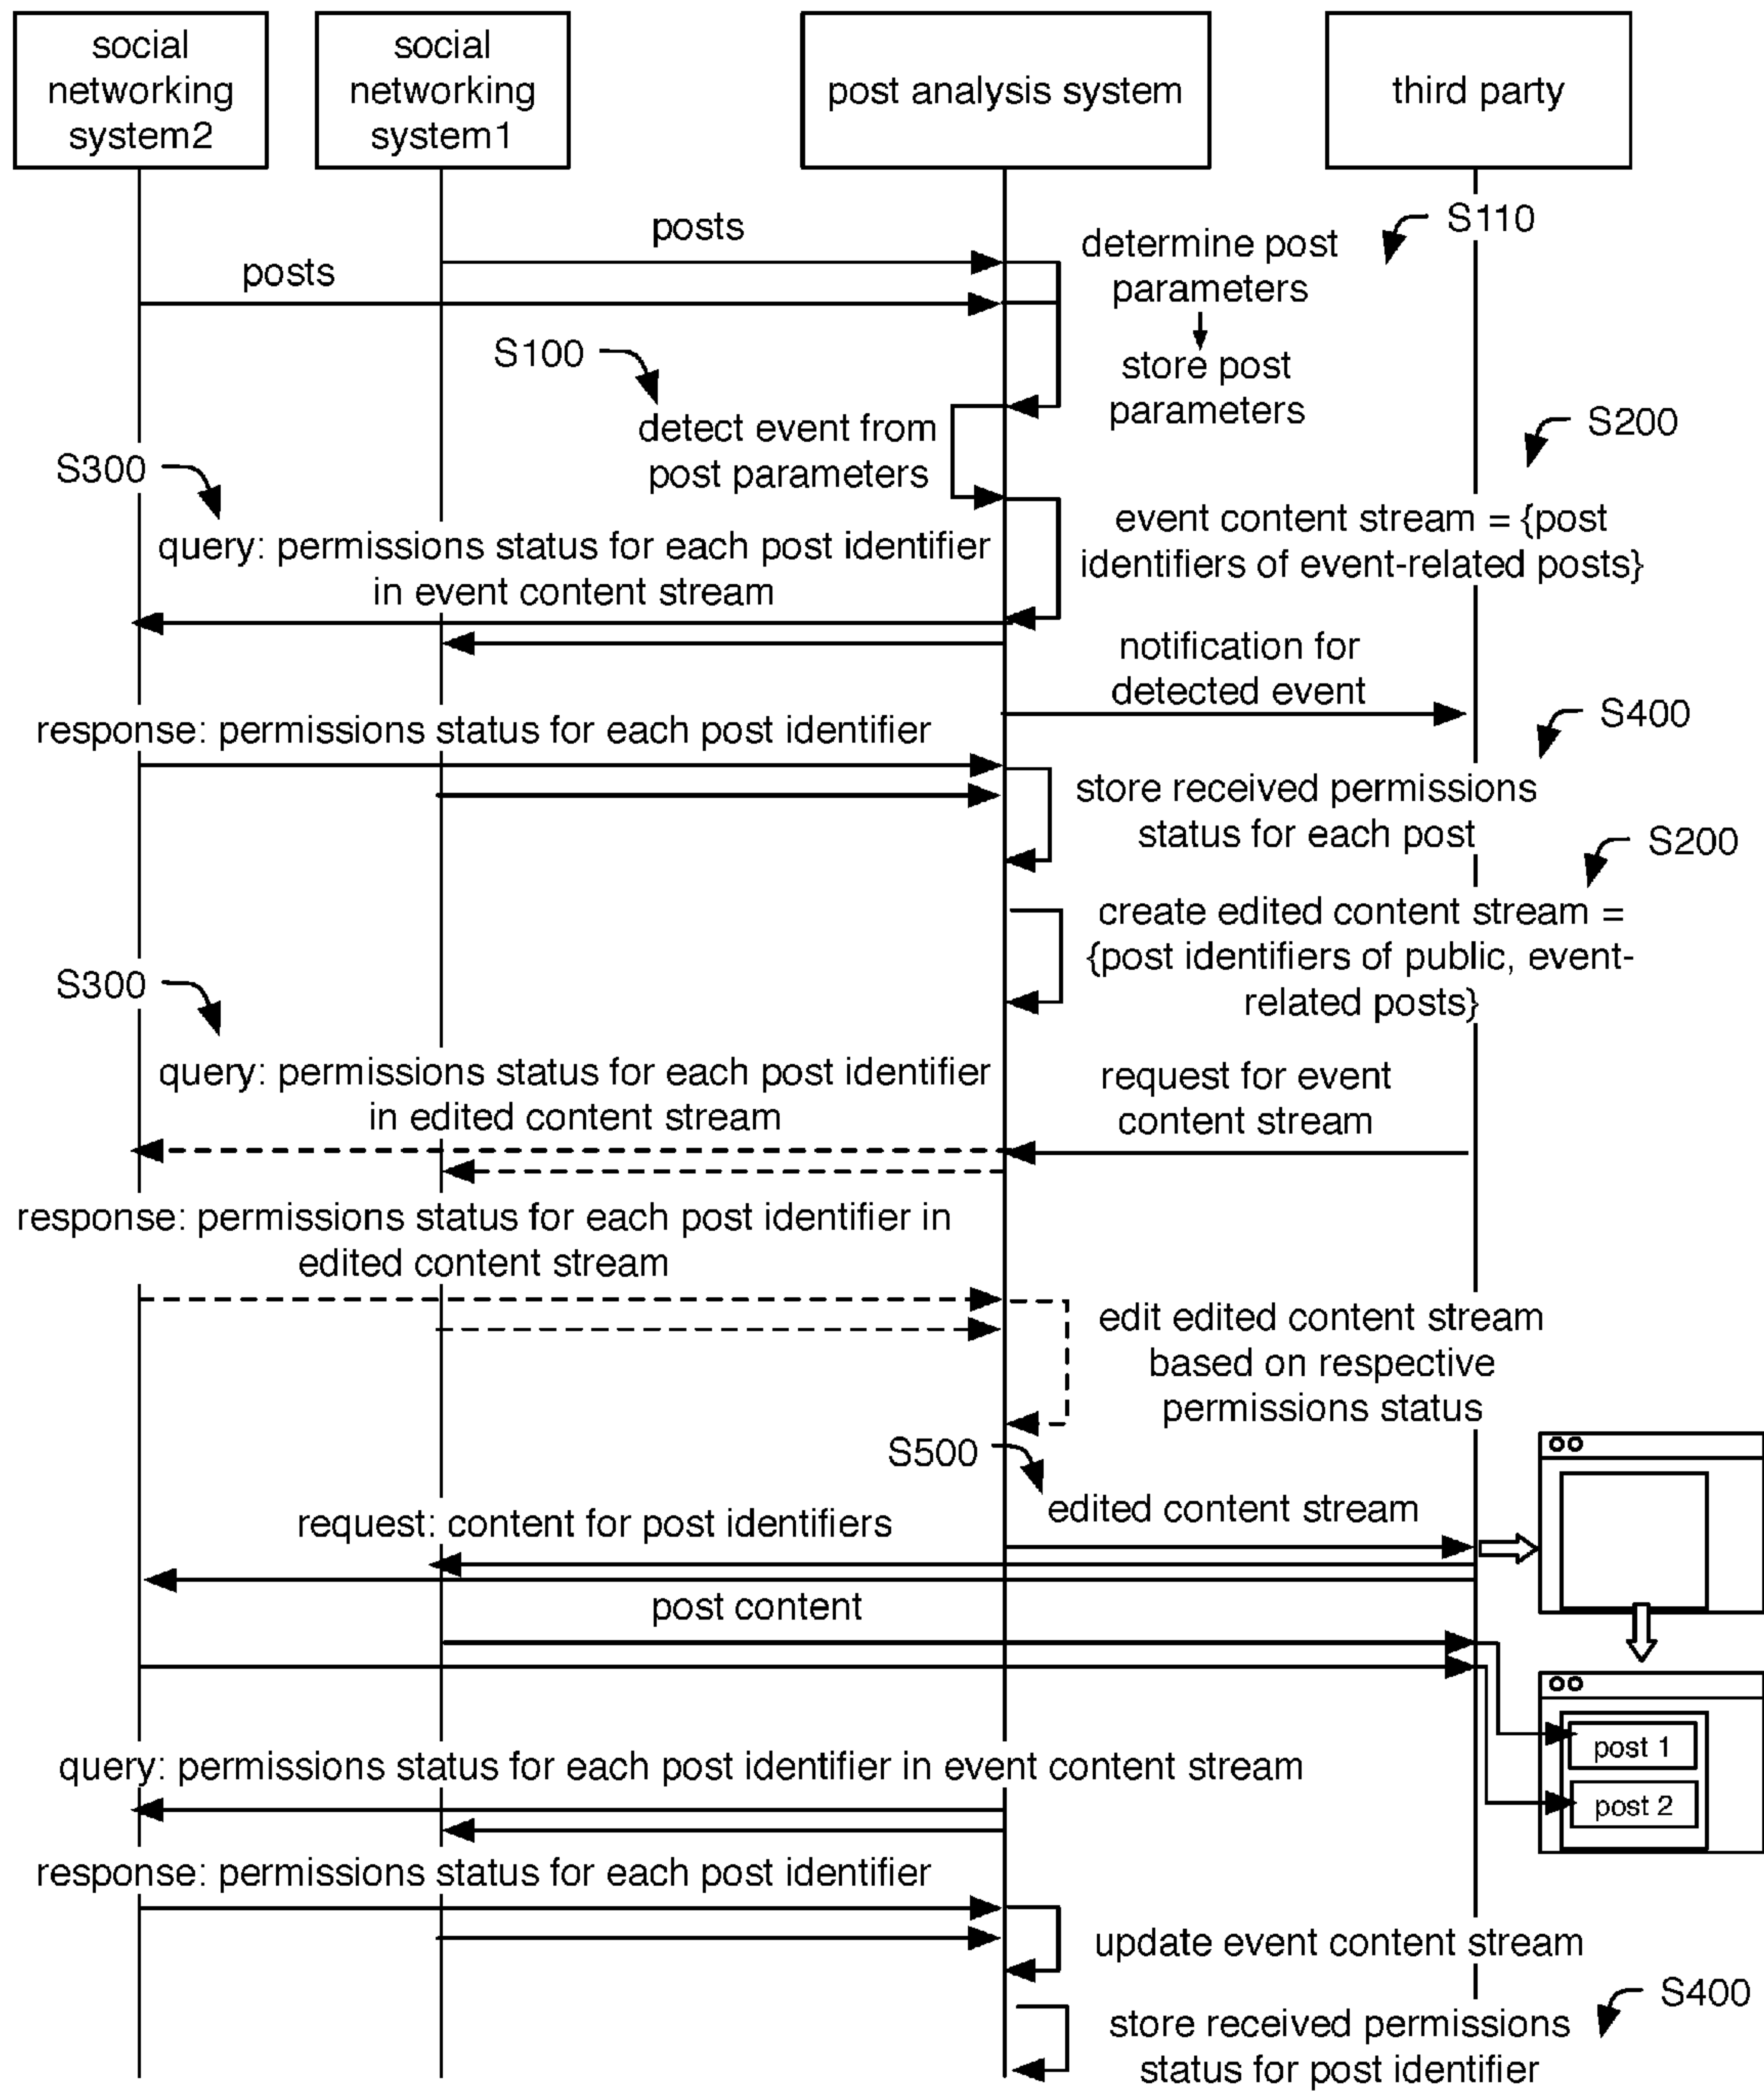 social
networking
system2
social
networking
system1
post analysis system
third party
S110
posts
determine post
parameters
posts
S100
store post
parameters
S200
detect event from
post parameters
S300
event content stream = {post
identifiers of event-related posts}
query: permissions status for each post identifier
in event content stream
notification for
detected event
S400
response: permissions status for each post identifier
store received permissions
status for each post
S200
create edited content stream =
{post identifiers of public, event-
related posts}
S300
query: permissions status for each post identifier
in edited content stream
request for event
content stream
response: permissions status for each post identifier in
edited content stream
edit edited content stream
based on respective
permissions status
S500
edited content stream
request: content for post identifiers
post content
post 1
post 2
query: permissions status for each post identifier in event content stream
response: permissions status for each post identifier
update event content stream
S400
store received permissions
status for post identifier